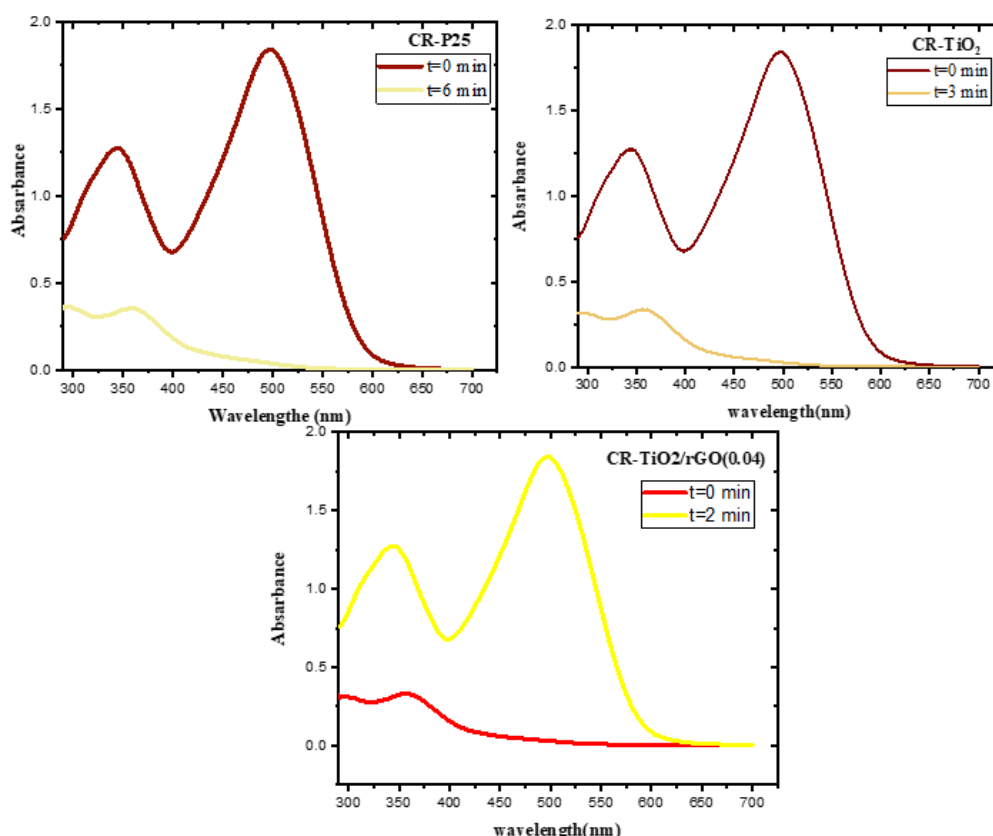 CR-P25
t=0 min
t=6 min
Absarbance
2.0
1.5
1.0
0.5
0.0
300 350 400 450 500 550 600 650 700
Wavelengthe (nm)
CR-TiO₂
t=0 min
t=3 min
Absarbance
2.0
1.5
1.0
0.5
0.0
300 350 400 450 500 550 600 650 700
wavelength(nm)
CR-TiO2/rGO(0.04)
t=0 min
t=2 min
Absarbance
2.0
1.5
1.0
0.5
0.0
300 350 400 450 500 550 600 650 700
wavelength(nm)